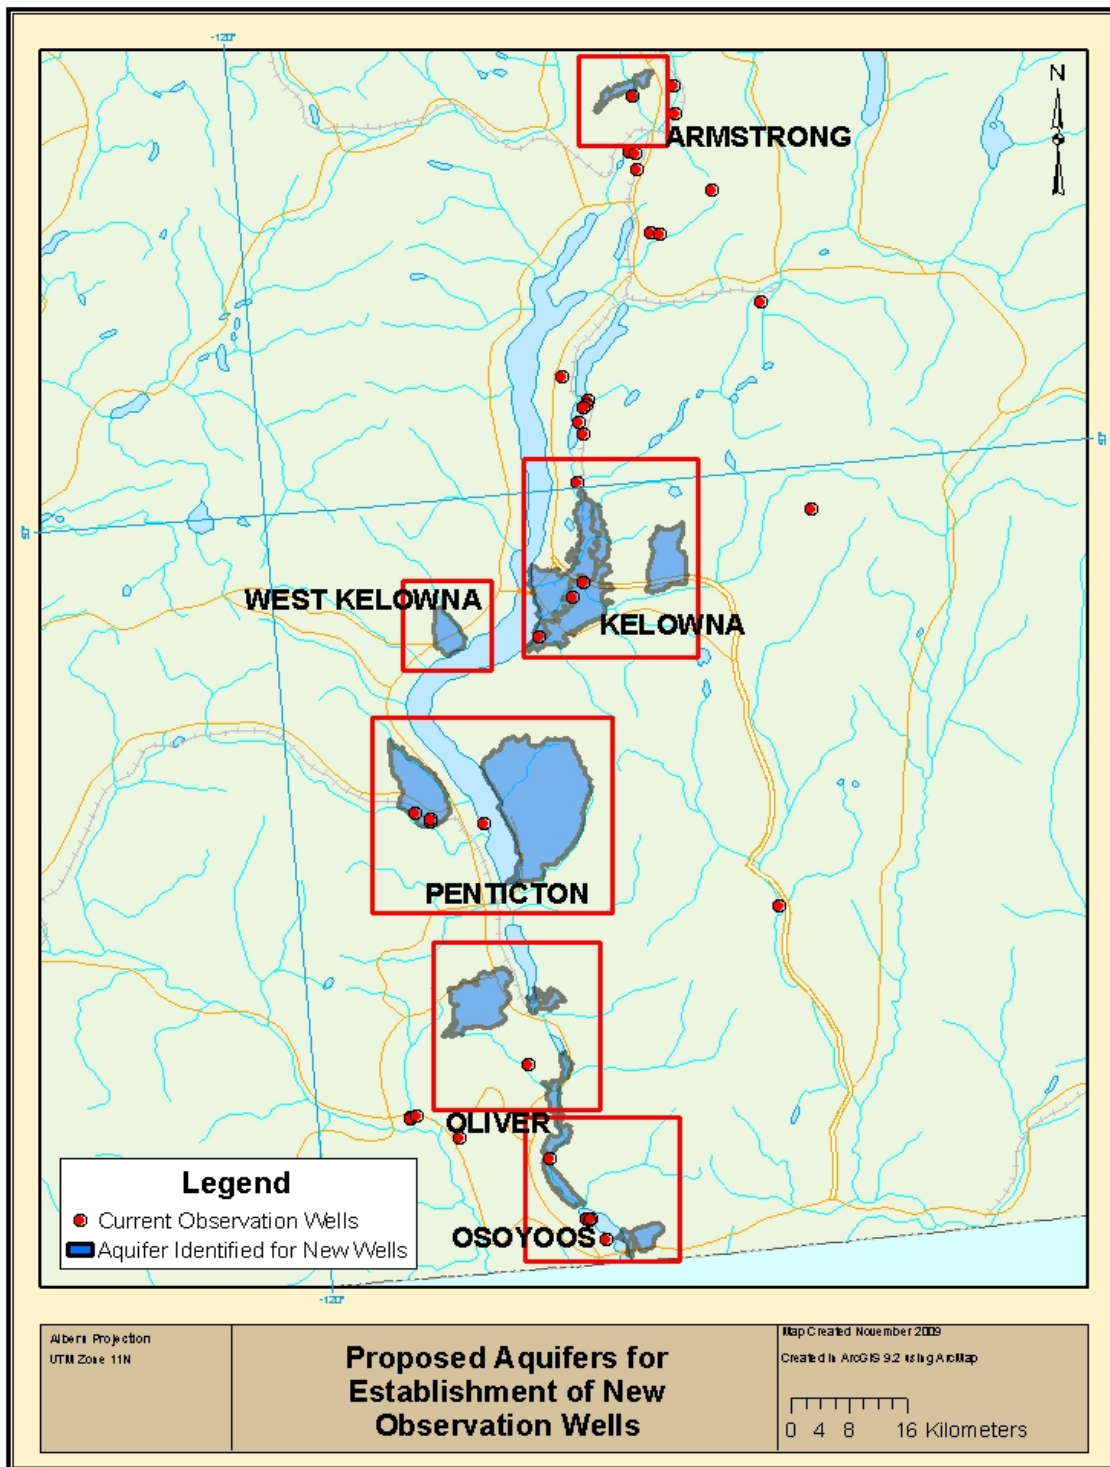 -120°
N
ARMSTRONG
WEST KELOWNA
KELOWNA
PENTICTON
OLIVER
OSOYOOS
Legend
Current Observation Wells
Aquifer Identified for New Wells
-120°
Albers Projection
UTM Zone 11N
Proposed Aquifers for
Establishment of New
Observation Wells
Map Created November 2009
Created in ArcGIS 9.2 using ArcMap
0 4 8 16 Kilometers